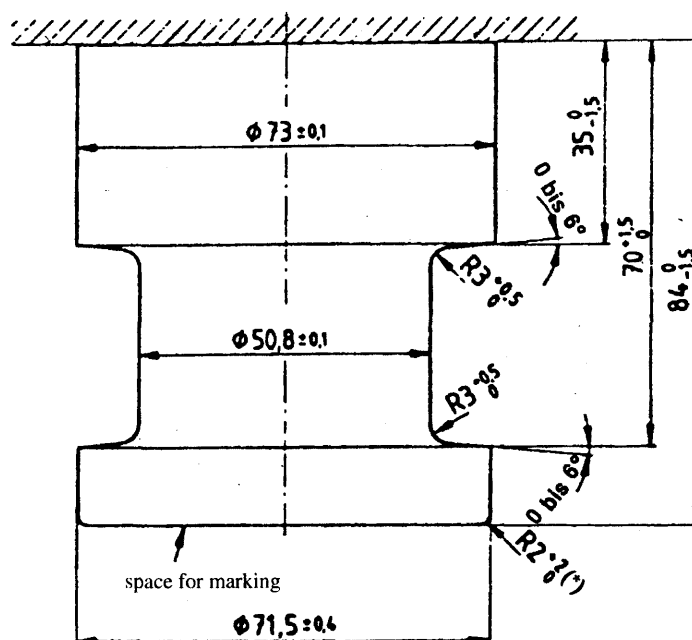 Φ73 ±0,1
35 0 -1,5
0 bis 6°
70 +1,5 0
84 0 -1,5
R3 +0,5 0
Φ50,8 ±0,1
R3 +0,5 0
0 bis 6°
R2 +2 0 (*)
space for marking
Φ71,5 ±0,4